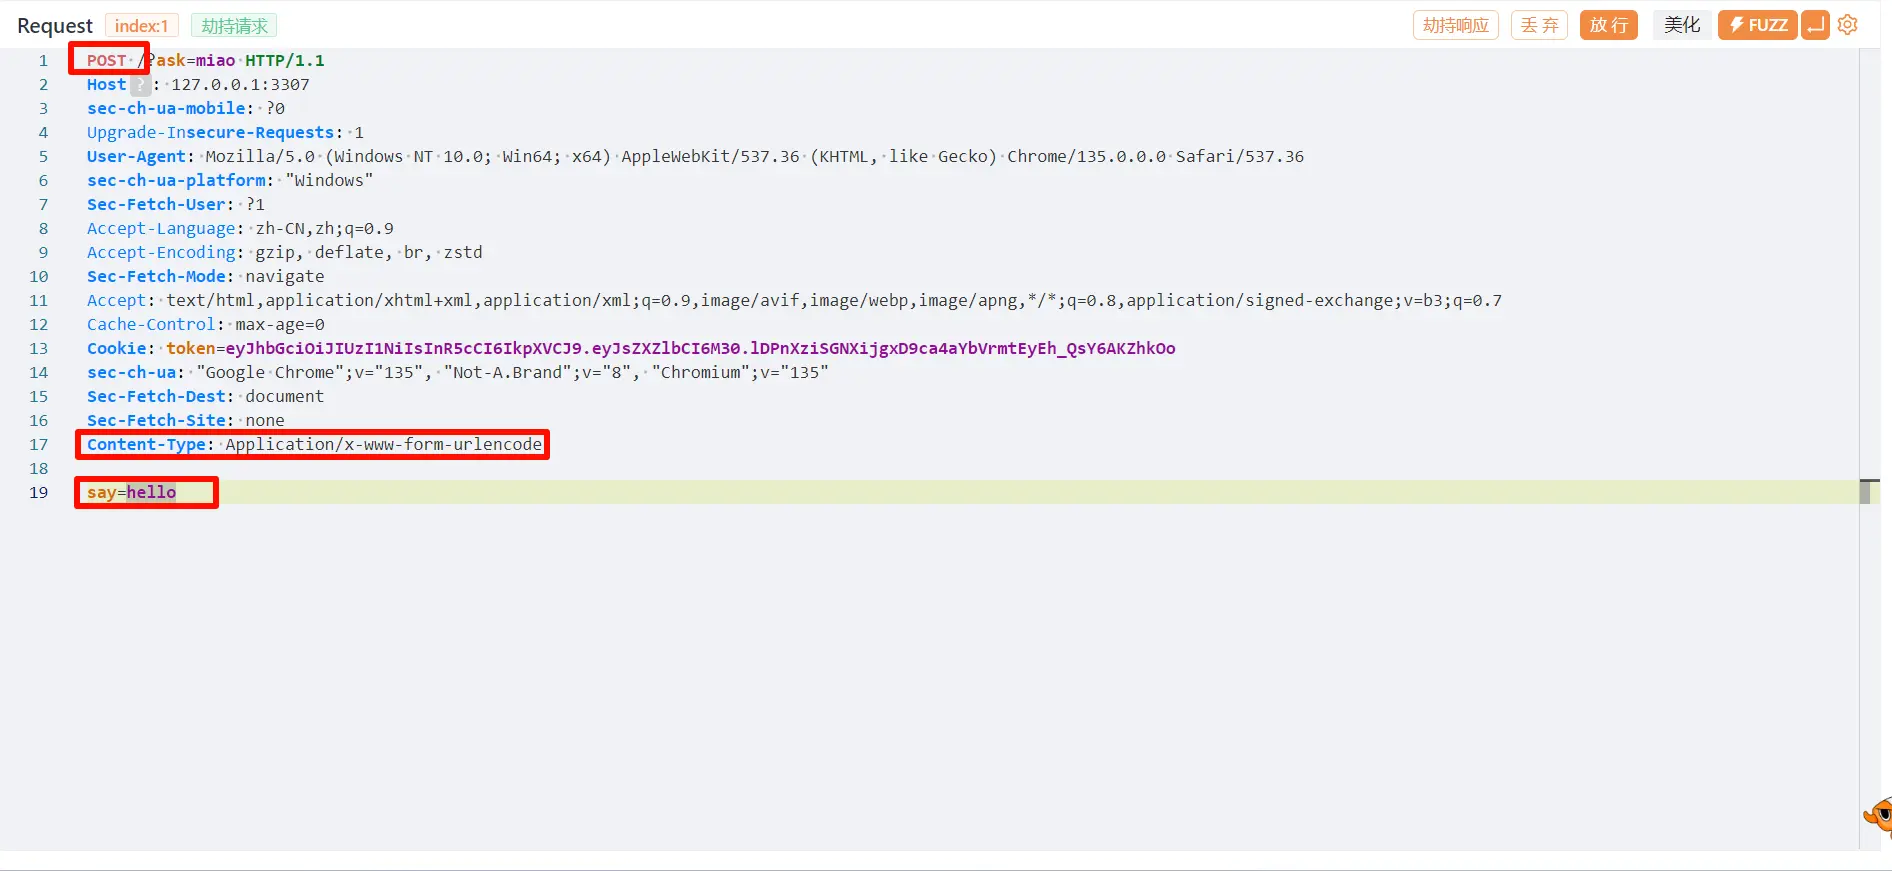 Request index:1 劫持请求 劫持响应 丢弃 放行 美化 FUZZ
1 POST /?ask=miao HTTP/1.1
2 Host ? : 127.0.0.1:3307
3 sec-ch-ua-mobile: ?0
4 Upgrade-Insecure-Requests: 1
5 User-Agent: Mozilla/5.0 (Windows NT 10.0; Win64; x64) AppleWebKit/537.36 (KHTML, like Gecko) Chrome/135.0.0.0 Safari/537.36
6 sec-ch-ua-platform: "Windows"
7 Sec-Fetch-User: ?1
8 Accept-Language: zh-CN,zh;q=0.9
9 Accept-Encoding: gzip, deflate, br, zstd
10 Sec-Fetch-Mode: navigate
11 Accept: text/html,application/xhtml+xml,application/xml;q=0.9,image/avif,image/webp,image/apng,*/*;q=0.8,application/signed-exchange;v=b3;q=0.7
12 Cache-Control: max-age=0
13 Cookie: token=eyJhbGciOiJIUzI1NiIsInR5cCI6IkpXVCJ9.eyJsZXZlbCI6M30.lDPnXziSGNXijgxD9ca4aYbVrmtEyEh_QsY6AKZhkOo
14 sec-ch-ua: "Google Chrome";v="135", "Not-A.Brand";v="8", "Chromium";v="135"
15 Sec-Fetch-Dest: document
16 Sec-Fetch-Site: none
17 Content-Type: Application/x-www-form-urlencode
18
19 say=hello